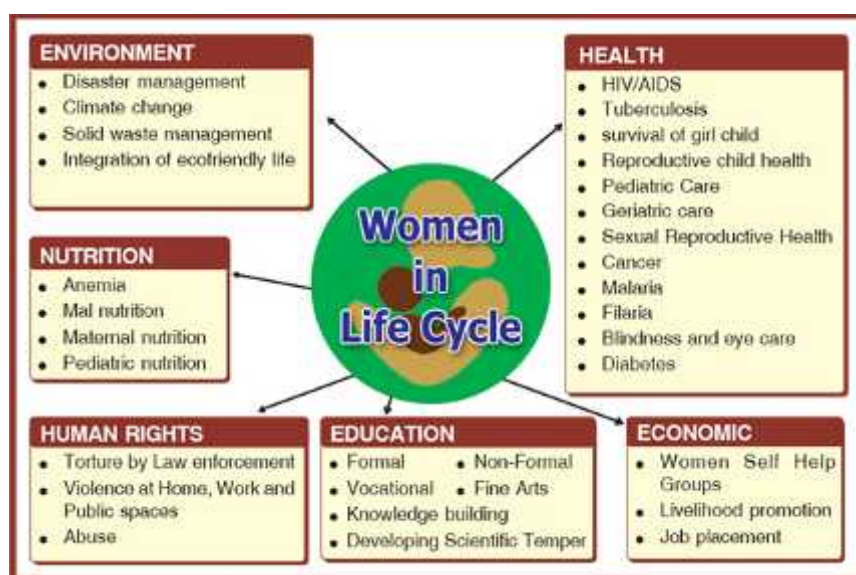 ENVIRONMENT
• Disaster management
• Climate change
• Solid waste management
• Integration of ecofriendly life
HEALTH
• HIV/AIDS
• Tuberculosis
• survival of girl child
• Reproductive child health
• Pediatric Care
• Geriatric care
• Sexual Reproductive Health
• Cancer
• Malaria
• Filaria
• Blindness and eye care
• Diabetes
Women
in
Life Cycle
NUTRITION
• Anemia
• Mal nutrition
• Maternal nutrition
• Pediatric nutrition
HUMAN RIGHTS
• Torture by Law enforcement
• Violence at Home, Work and
Public spaces
• Abuse
EDUCATION
• Formal • Non-Formal
• Vocational • Fine Arts
• Knowledge building
• Developing Scientific Temper
ECONOMIC
• Women Self Help
Groups
• Livelihood promotion
• Job placement